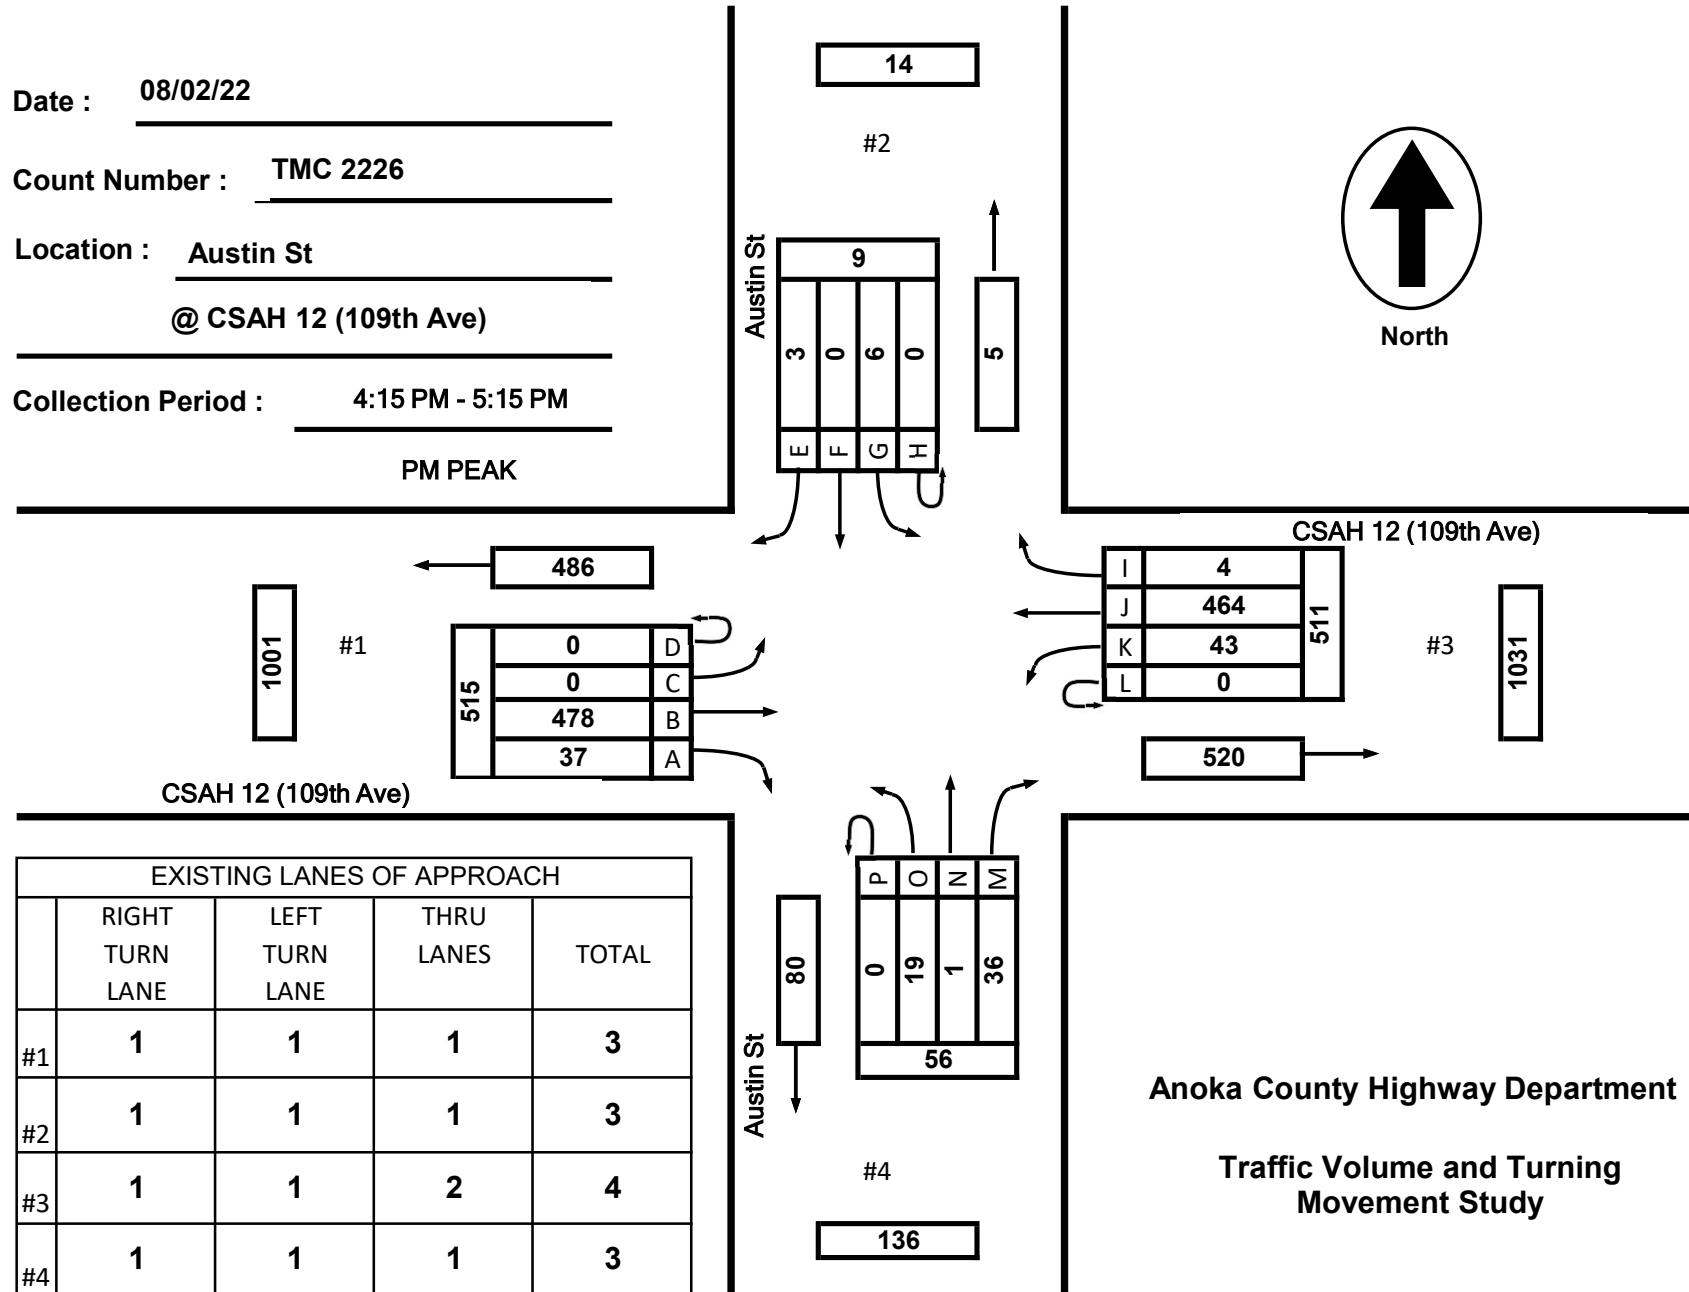 Date : 08/02/22
Count Number : TMC 2226
Location : Austin St
@ CSAH 12 (109th Ave)
Collection Period : 4:15 PM - 5:15 PM
PM PEAK
14
#2
Austin St
9
3 0 6 0
E F G H
5
North
CSAH 12 (109th Ave)
486
1001
#1
515
0 D
0 C
478 B
37 A
CSAH 12 (109th Ave)
I 4
J 464
K 43
L 0
511
#3
1031
520
P O N M
0 19 1 36
56
80
Austin St
#4
136
EXISTING LANES OF APPROACH
RIGHT TURN LANE LEFT TURN LANE THRU LANES TOTAL
#1 1 1 1 3
#2 1 1 1 3
#3 1 1 2 4
#4 1 1 1 3
Anoka County Highway Department
Traffic Volume and Turning
Movement Study